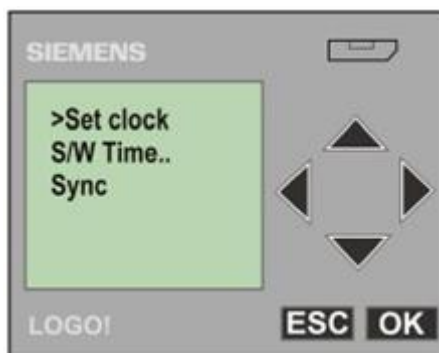 SIEMENS
>Set clock
S/W Time..
Sync
LOGO!
ESC OK